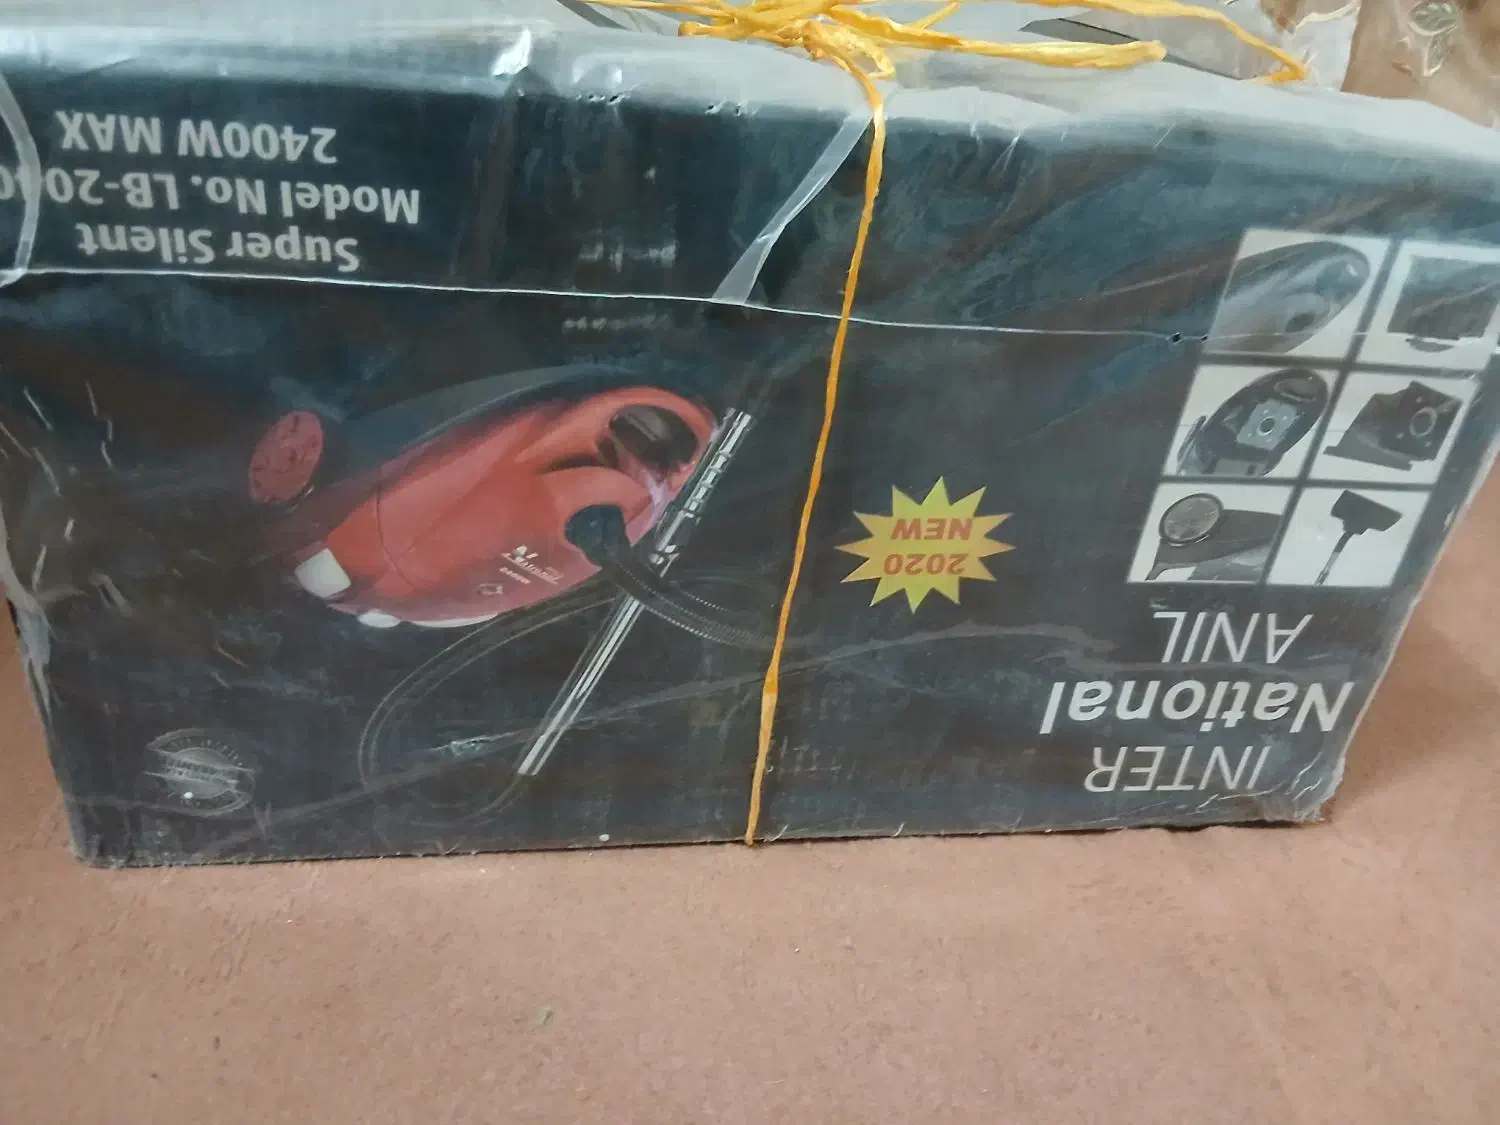 INTER
National
ANIL
2020
NEW
Super Silent
Model No. LB-20
2400W MAX